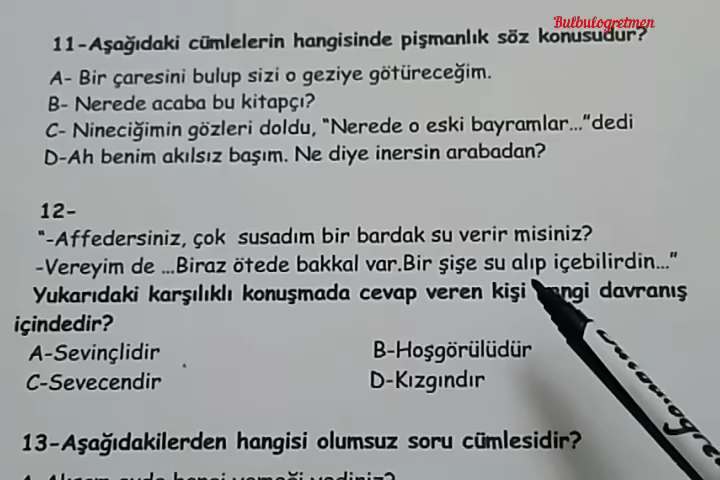 Bulbulogretmen
11-Aşağıdaki cümlelerin hangisinde pişmanlık söz konusudur?
A- Bir çaresini bulup sizi o geziye götüreceğim.
B- Nerede acaba bu kitapçı?
C- Nineciğimin gözleri doldu, "Nerede o eski bayramlar..."dedi
D-Ah benim akılsız başım. Ne diye inersin arabadan?
12-
"-Affedersiniz, çok susadım bir bardak su verir misiniz?
-Vereyim de ...Biraz ötede bakkal var.Bir şişe su alıp içebilirdin..."
Yukarıdaki karşılıklı konuşmada cevap veren kişi davranış
içindedir?
A-Sevinçlidir B-Hoşgörülüdür
C-Sevecendir D-Kızgındır
13-Aşağıdakilerden hangisi olumsuz soru cümlesidir?